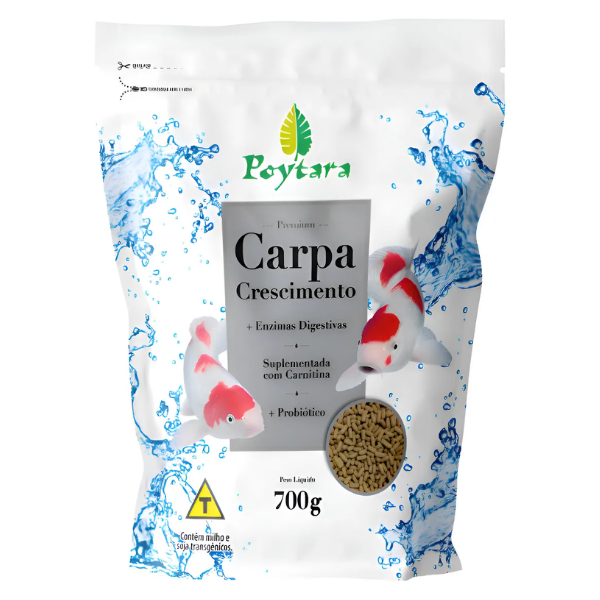 Poytara
Premium
Carpa
Crescimento
+ Enzimas Digestivas
Suplementada
com Carnitina
+ Probiótico
Peso Líquido
700g
T
Contém milho e
soja transgênicos.